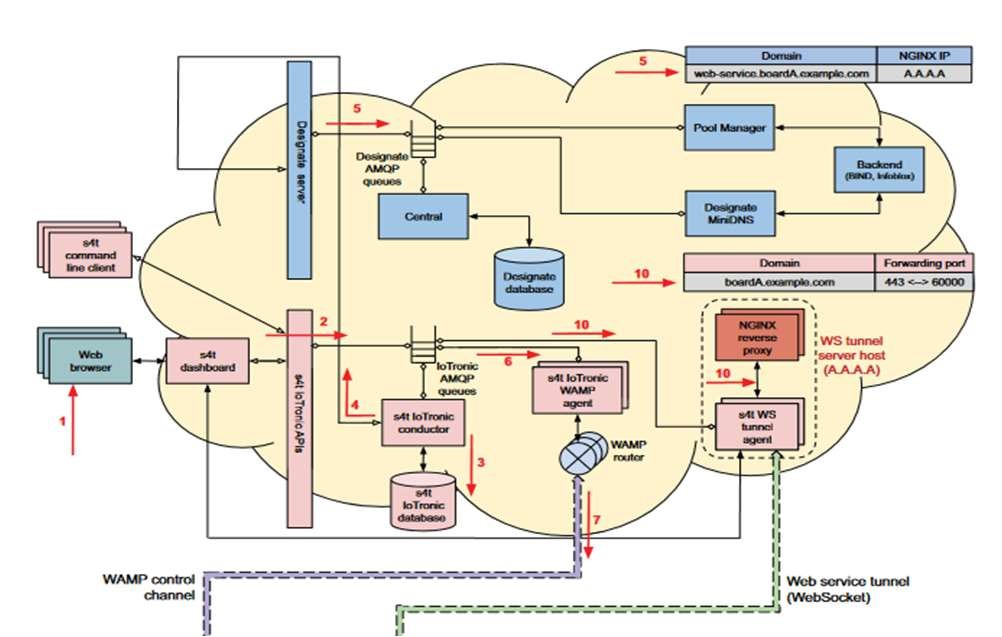 5
Domain
NGINX IP
web-service.boardA.example.com
A.A.A.A
Designate server
5
Designate
AMQP
queues
Pool Manager
Backend
(BIND, Infoblox)
Central
Designate
MiniDNS
s4t
command
line client
Designate
database
10
Domain
Forwarding port
boardA.example.com
443 <--> 60000
2
10
NGINX
reverse
proxy
WS tunnel
server host
(A.A.A.A)
Web
browser
s4t
dashboard
s4t IoTronic APIs
IoTronic
AMQP
queues
6
s4t IoTronic
WAMP
agent
10
1
4
s4t IoTronic
conductor
s4t WS
tunnel
agent
3
WAMP
router
s4t
IoTronic
database
7
WAMP control
channel
Web service tunnel
(WebSocket)